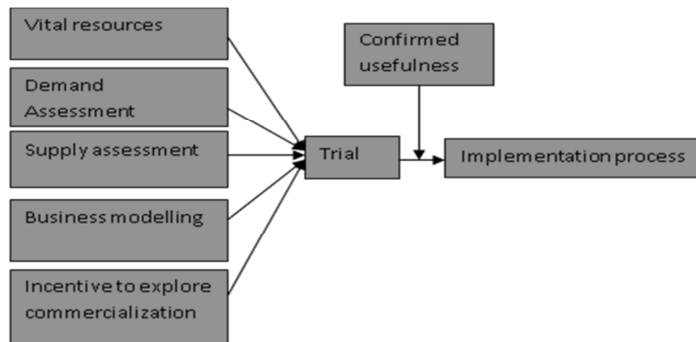 Vital resources
Demand
Assessment
Supply assessment
Business modelling
Incentive to explore
commercialization
Trial
Confirmed
usefulness
Implementation process